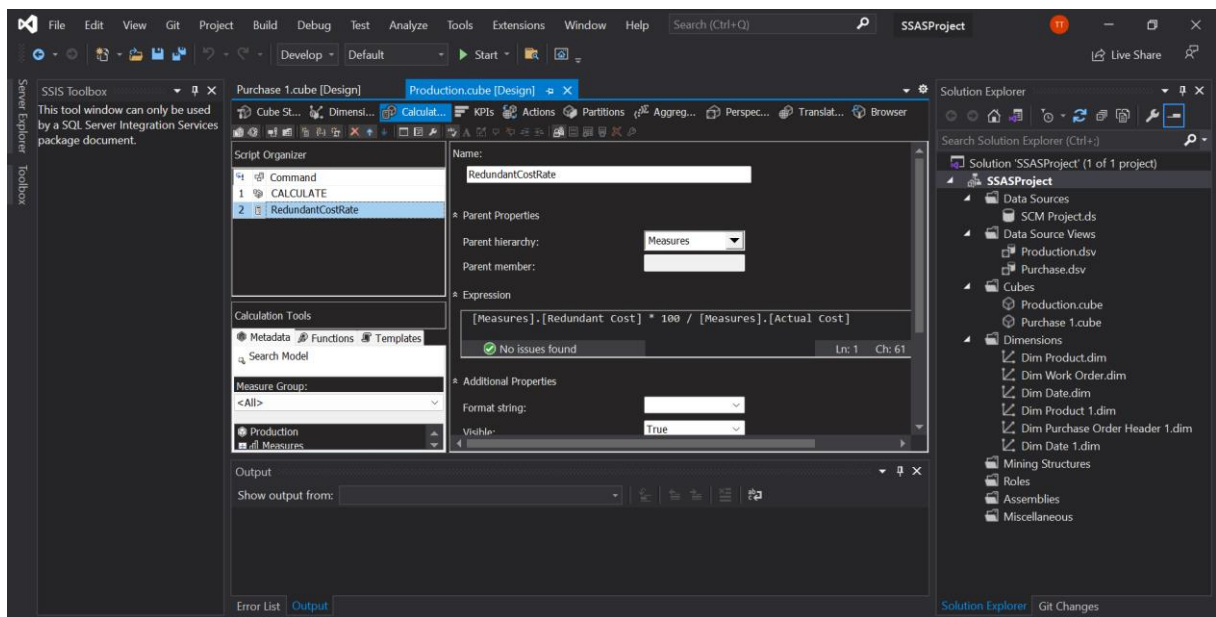 File Edit View Git Project Build Debug Test Analyze Tools Extensions Window Help Search (Ctrl+Q) SSASProject TT
Develop Default Start Live Share
Server Explorer
Toolbox
SSIS Toolbox
This tool window can only be used
by a SQL Server Integration Services
package document.
Purchase 1.cube [Design] Production.cube [Design]
Cube St... Dimensi... Calculat... KPIs Actions Partitions Aggreg... Perspec... Translat... Browser
Script Organizer
Command
1 CALCULATE
2 RedundantCostRate
Calculation Tools
Metadata Functions Templates
Search Model
Measure Group:
<All>
Production
Measures
Name:
RedundantCostRate
Parent Properties
Parent hierarchy: Measures
Parent member:
Expression
[Measures].[Redundant Cost] * 100 / [Measures].[Actual Cost]
No issues found Ln: 1 Ch: 61
Additional Properties
Format string:
Visible: True
Output
Show output from:
Error List Output
Solution Explorer
Search Solution Explorer (Ctrl+;)
Solution 'SSASProject' (1 of 1 project)
SSASProject
Data Sources
SCM Project.ds
Data Source Views
Production.dsv
Purchase.dsv
Cubes
Production.cube
Purchase 1.cube
Dimensions
Dim Product.dim
Dim Work Order.dim
Dim Date.dim
Dim Product 1.dim
Dim Purchase Order Header 1.dim
Dim Date 1.dim
Mining Structures
Roles
Assemblies
Miscellaneous
Solution Explorer Git Changes